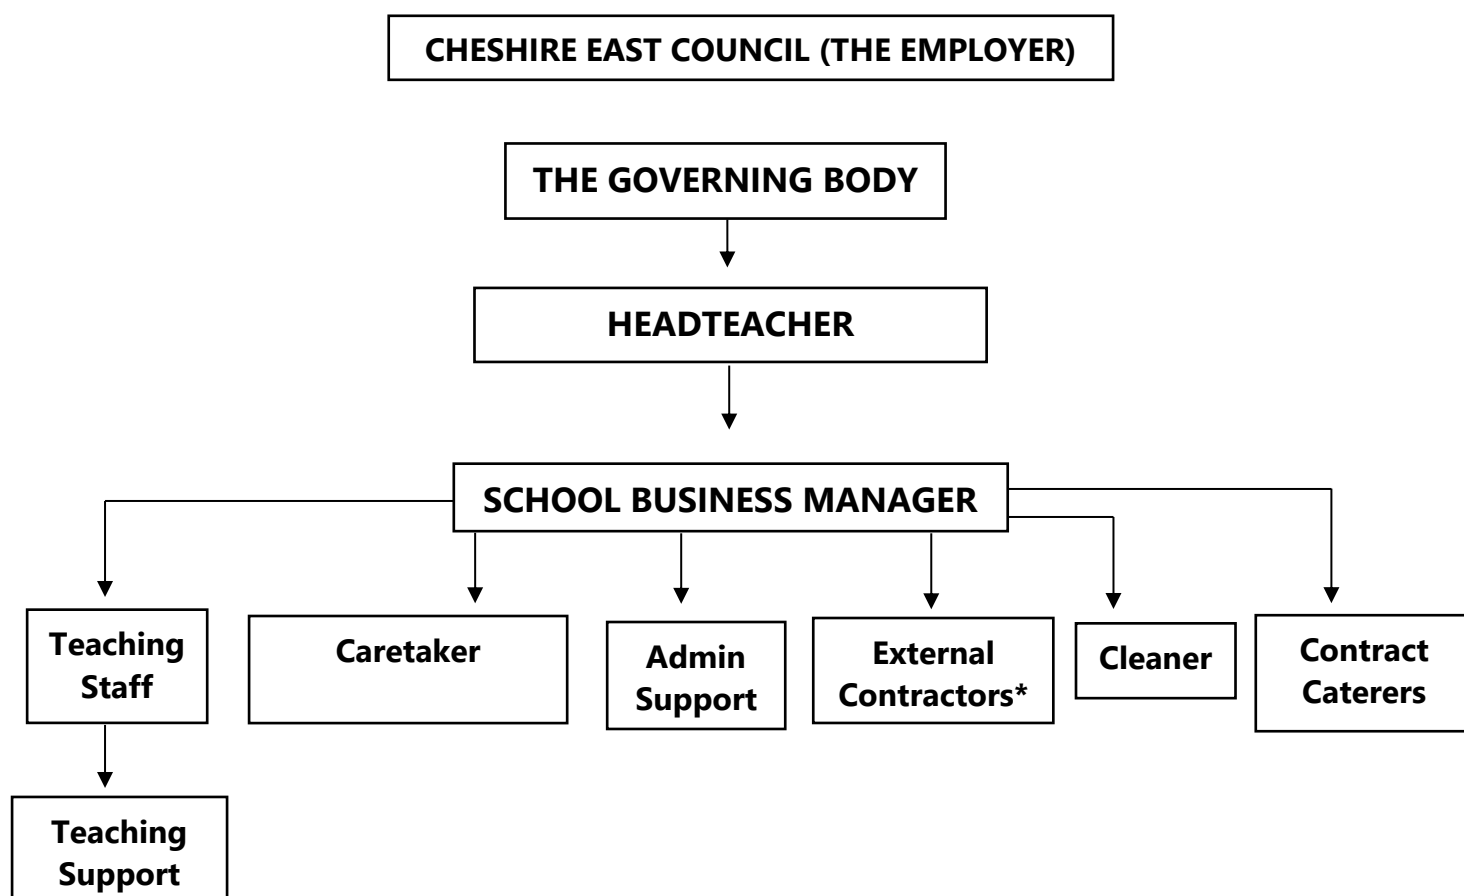 CHESHIRE EAST COUNCIL (THE EMPLOYER)
THE GOVERNING BODY
HEADTEACHER
SCHOOL BUSINESS MANAGER
Teaching
Staff
Caretaker
Admin
Support
External
Contractors*
Cleaner
Contract
Caterers
Teaching
Support